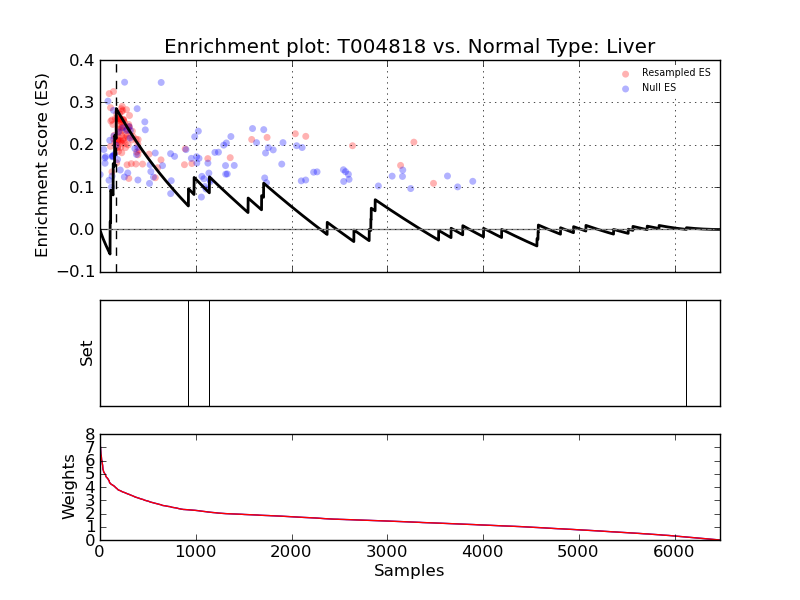 Enrichment plot: T004818 vs. Normal Type: Liver
0.4
0.3
0.2
0.1
0.0
−0.1
Enrichment score (ES)
Resampled ES
Null ES
Set
8
7
6
5
4
3
2
1
0
Weights
0 1000 2000 3000 4000 5000 6000
Samples